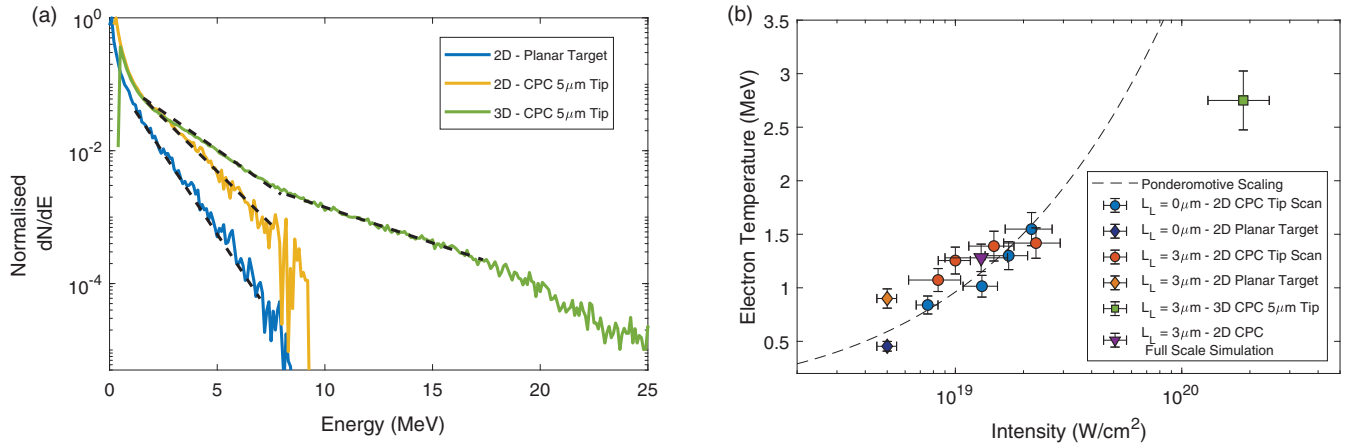 (a)
10^0
10^-2
10^-4
Normalised
dN/dE
2D - Planar Target
2D - CPC 5μm Tip
3D - CPC 5μm Tip
0 5 10 15 20 25
Energy (MeV)
(b)
3.5
3
2.5
2
1.5
1
0.5
Electron Temperature (MeV)
Ponderomotive Scaling
L_L = 0μm - 2D CPC Tip Scan
L_L = 0μm - 2D Planar Target
L_L = 3μm - 2D CPC Tip Scan
L_L = 3μm - 2D Planar Target
L_L = 3μm - 3D CPC 5μm Tip
L_L = 3μm - 2D CPC
Full Scale Simulation
10^19 10^20
Intensity (W/cm^2)